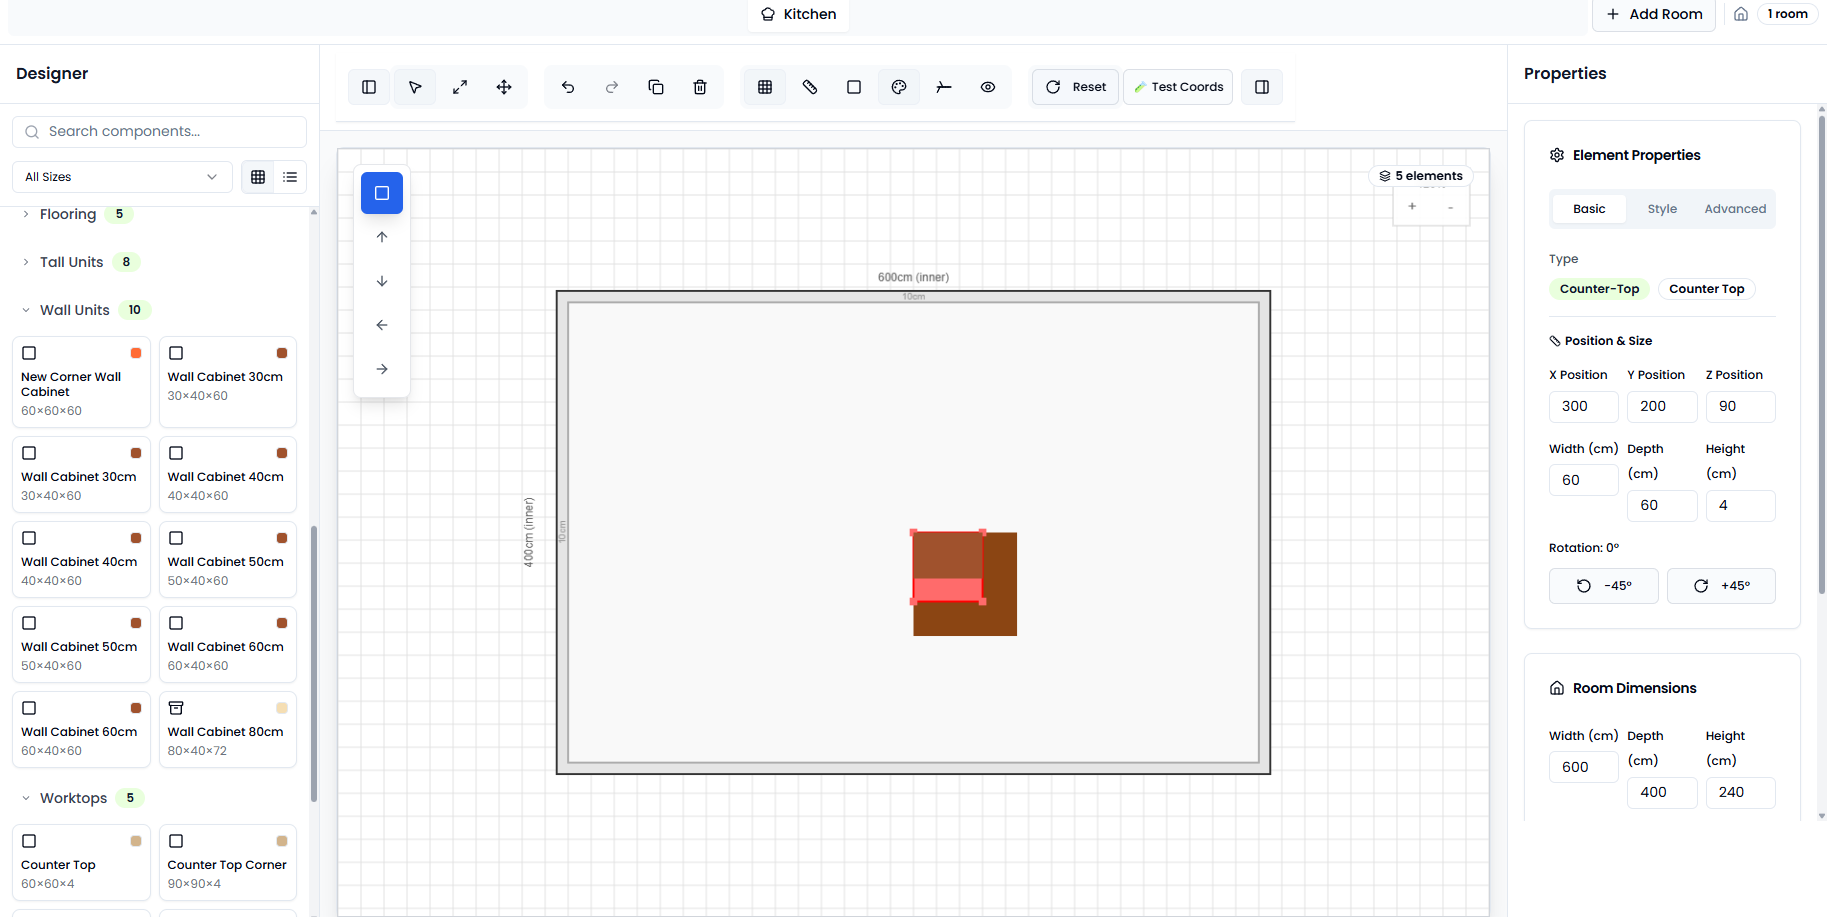 Kitchen
Add Room
1 room
Designer
Reset
Test Coords
Properties
Search components...
All Sizes
Flooring 5
Tall Units 8
Wall Units 10
New Corner Wall
Cabinet
60×60×60
Wall Cabinet 30cm
30×40×60
Wall Cabinet 30cm
30×40×60
Wall Cabinet 40cm
40×40×60
Wall Cabinet 40cm
40×40×60
Wall Cabinet 50cm
50×40×60
Wall Cabinet 50cm
50×40×60
Wall Cabinet 60cm
60×40×60
Wall Cabinet 60cm
60×40×60
Wall Cabinet 80cm
80×40×72
Worktops 5
Counter Top
60×60×4
Counter Top Corner
90×90×4
5 elements
+ -
600cm (inner)
10cm
400cm (inner)
10cm
Element Properties
Basic Style Advanced
Type
Counter-Top Counter Top
Position & Size
X Position Y Position Z Position
300 200 90
Width (cm) Depth (cm) Height (cm)
60 60 4
Rotation: 0°
-45° +45°
Room Dimensions
Width (cm) Depth (cm) Height (cm)
600 400 240